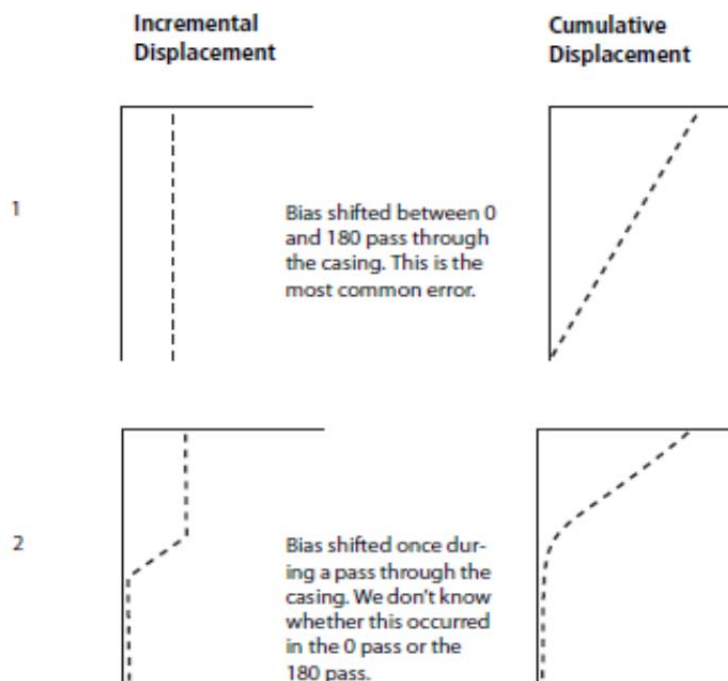 Incremental
Displacement
Cumulative
Displacement
1
Bias shifted between 0
and 180 pass through
the casing. This is the
most common error.
2
Bias shifted once dur-
ing a pass through the
casing. We don't know
whether this occurred
in the 0 pass or the
180 pass.